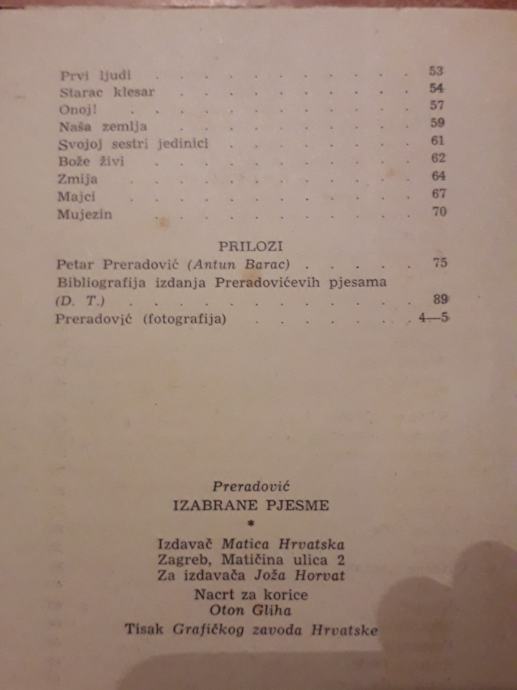 Prvi ljudi . . . . . . . . . . 53
Starac klesar . . . . . . . . . 54
Onoj! . . . . . . . . . . 57
Naša zemlja . . . . . . . . . 59
Svojoj sestri jedinici . . . . . . . 61
Bože živi . . . . . . . . . . 62
Zmija . . . . . . . . . . 64
Majci . . . . . . . . . . 67
Mujezin . . . . . . . . . . 70
PRILOZI
Petar Preradović (Antun Barac) . . . . . 75
Bibliografija izdanja Preradovićevih pjesama
(D. T.) . . . . . . . . . . 89
Preradović (fotografija) . . . . . . 4—5
Preradović
IZABRANE PJESME
*
Izdavač Matica Hrvatska
Zagreb, Matičina ulica 2
Za izdavača Joža Horvat
Nacrt za korice
Oton Gliha
Tisak Grafičkog zavoda Hrvatske